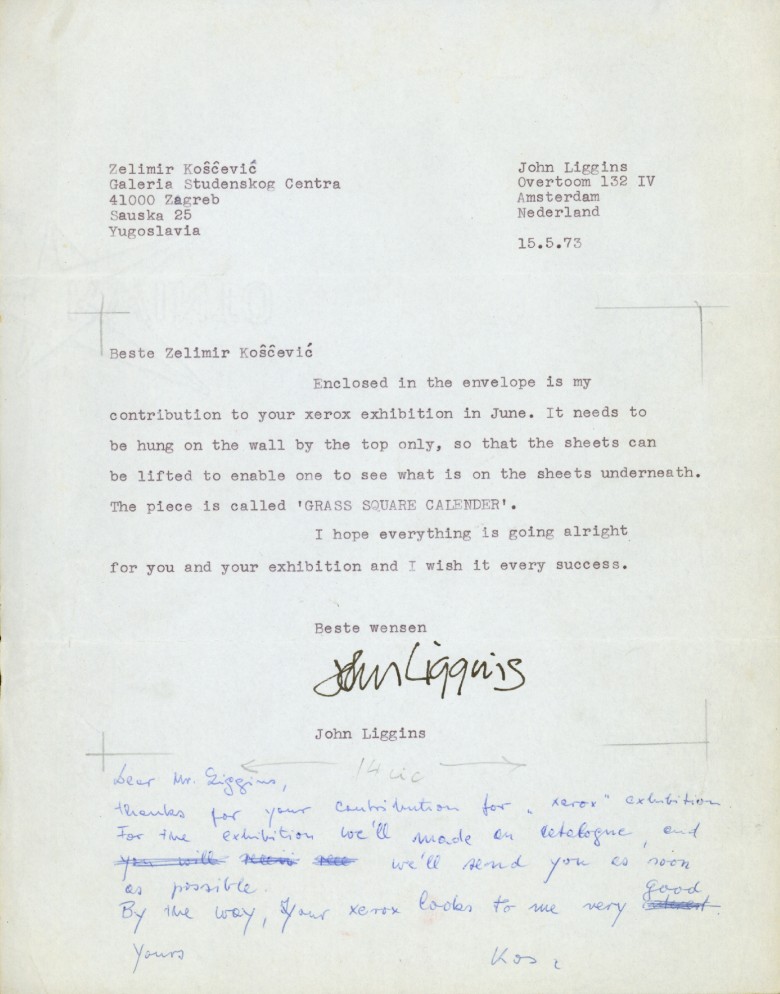 Zelimir Koŝĉević
Galeria Studenskog Centra
41000 Zagreb
Sauska 25
Yugoslavia
John Liggins
Overtoom 132 IV
Amsterdam
Nederland
15.5.73
Beste Zelimir Koŝĉević
Enclosed in the envelope is my
contribution to your xerox exhibition in June. It needs to
be hung on the wall by the top only, so that the sheets can
be lifted to enable one to see what is on the sheets underneath.
The piece is called 'GRASS SQUARE CALENDER'.
I hope everything is going alright
for you and your exhibition and I wish it every success.
Beste wensen
John Liggins
John Liggins
14
Dear Mr. Liggins,
thanks for your contribution for „xerox" exhibition.
For the exhibition we'll made an catalogue, and
you will we'll send you as soon
as possible.
By the way, your xerox looks to me very good
Yours Kos